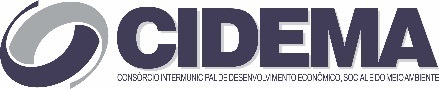 CIDEMA
CONSÓRCIO INTERMUNICIPAL DE DESENVOLVIMENTO ECONÔMICO, SOCIAL E DO MEIO AMBIENTE